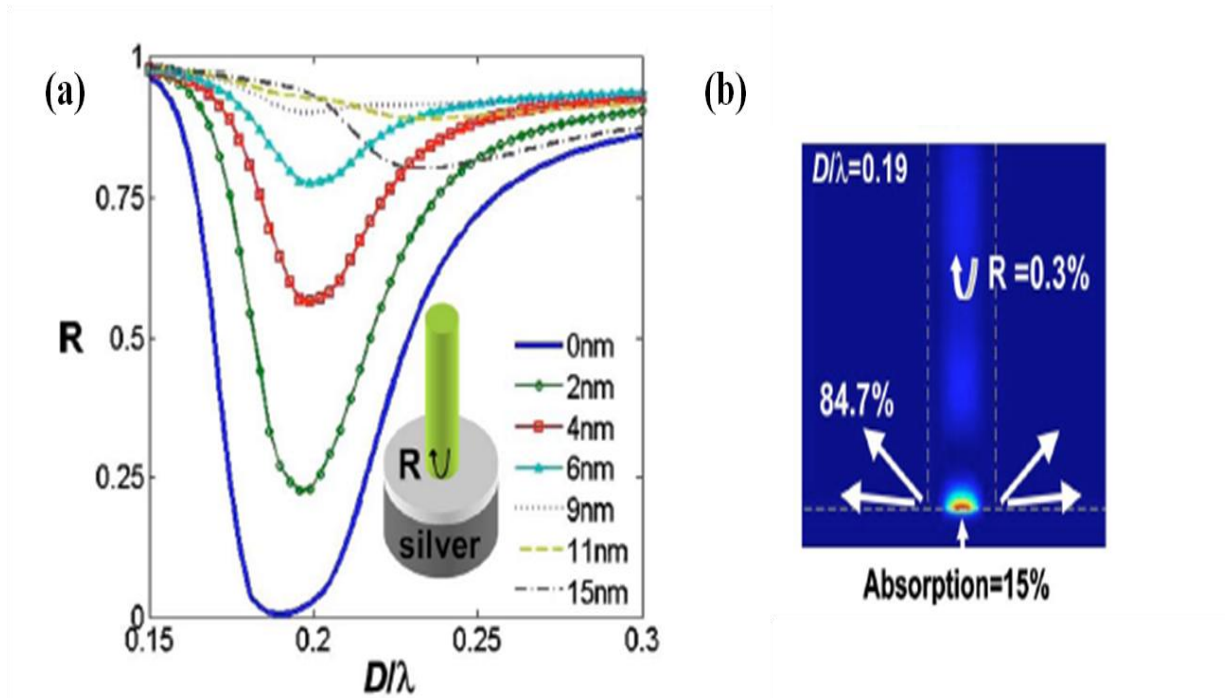 (a)
1
0.75
0.5
0.25
0
R
0.15
0.2
0.25
0.3
D/λ
0nm
2nm
4nm
6nm
9nm
11nm
15nm
R
silver
(b)
D/λ=0.19
R =0.3%
84.7%
Absorption=15%